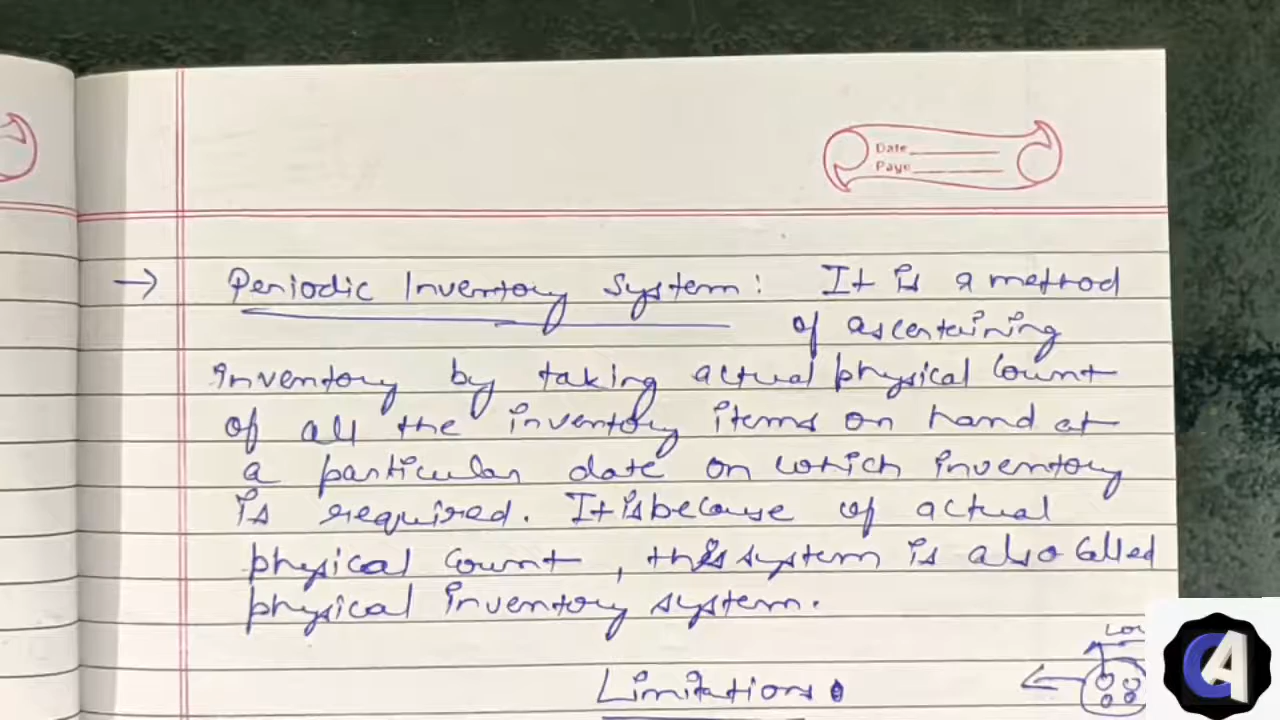 Date
Page
→ Periodic Inventory System: It is a method
of ascertaining
inventory by taking actual physical count
of all the inventory items on hand at
a particular date on which inventory
is required. It is because of actual
physical count, this system is also called
physical inventory system.
Limitations
CA